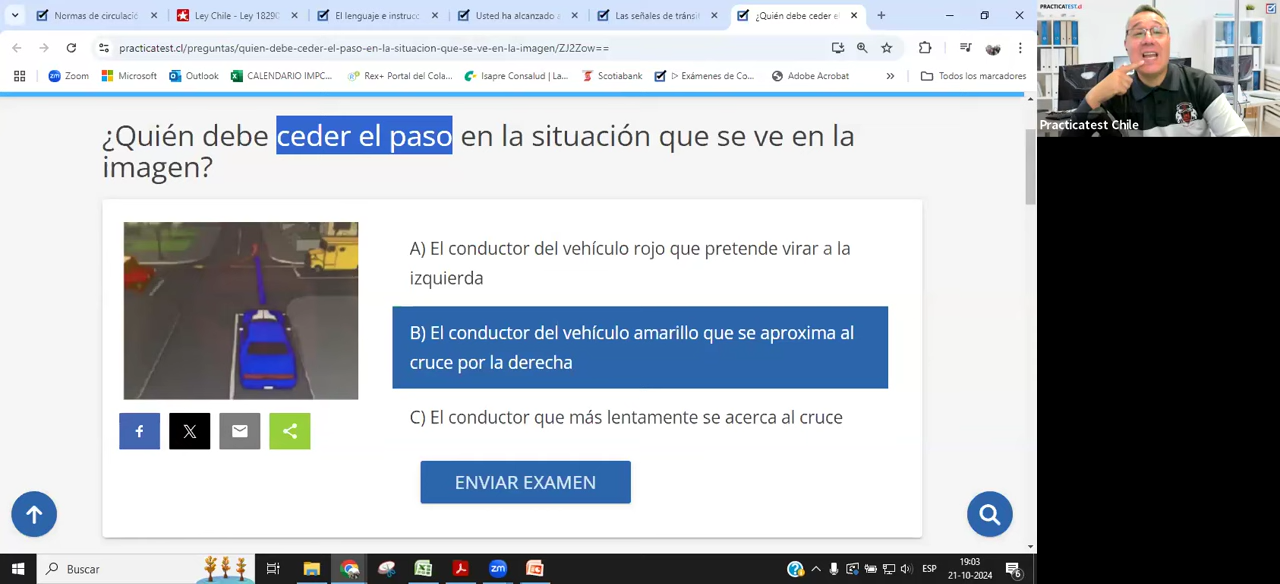 Normas de circulació
Ley Chile - Ley 1829
El lenguaje e instrucc
Usted ha alcanzado
Las señales de tránsit
¿Quién debe ceder el
practicatest.cl/preguntas/quien-debe-ceder-el-paso-en-la-situacion-que-se-ve-en-la-imagen/ZJ2Zow==
Zoom
Microsoft
Outlook
CALENDARIO IMPC...
Rex+ Portal del Cola...
Isapre Consalud | La...
Scotiabank
▷ Exámenes de Co...
Adobe Acrobat
»
Todos los marcadores
PRACTICATEST.cl
Practicatest Chile
¿Quién debe ceder el paso en la situación que se ve en la
imagen?
A) El conductor del vehículo rojo que pretende virar a la
izquierda
B) El conductor del vehículo amarillo que se aproxima al
cruce por la derecha
C) El conductor que más lentamente se acerca al cruce
ENVIAR EXAMEN
Buscar
ESP
19:03
21-10-2024
6